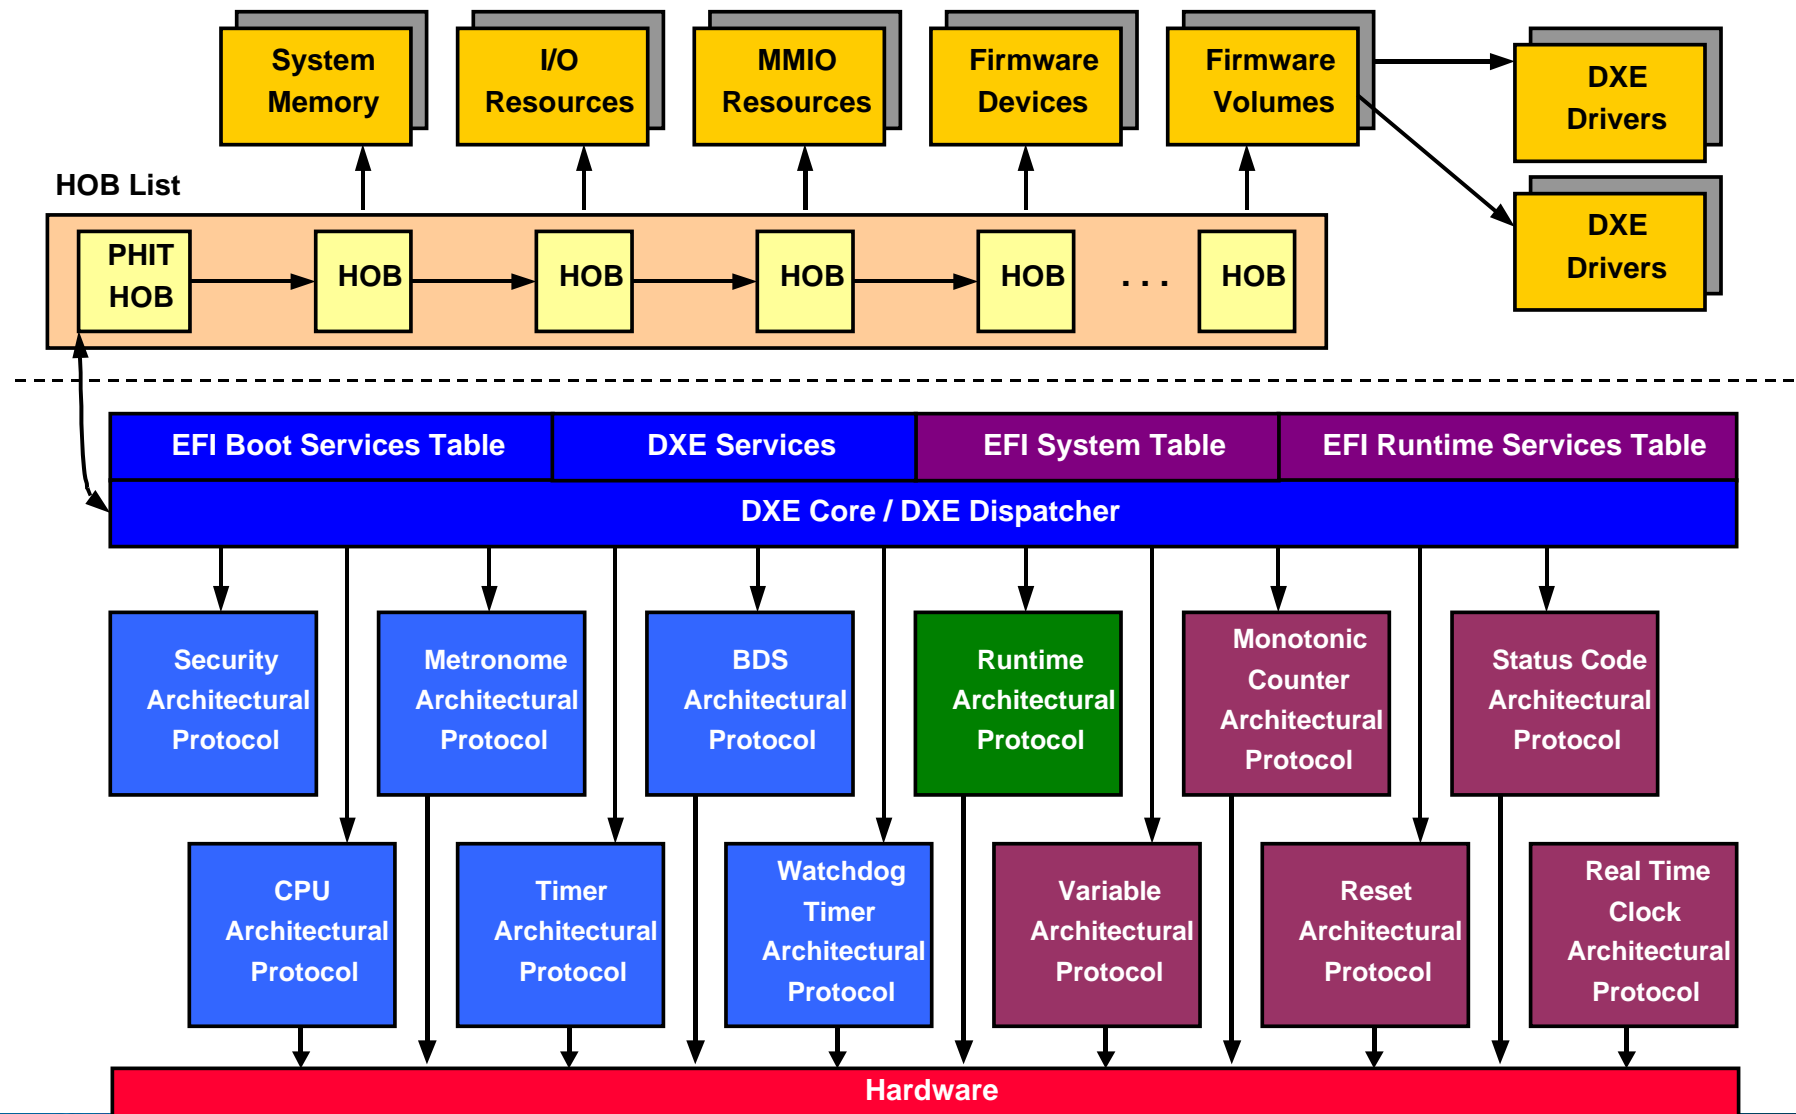 System
Memory
I/O
Resources
MMIO
Resources
Firmware
Devices
Firmware
Volumes
DXE
Drivers
DXE
Drivers
HOB List
PHIT
HOB
HOB
HOB
HOB
HOB
. . .
HOB
EFI Boot Services Table
DXE Services
EFI System Table
EFI Runtime Services Table
DXE Core / DXE Dispatcher
Security
Architectural
Protocol
Metronome
Architectural
Protocol
BDS
Architectural
Protocol
Runtime
Architectural
Protocol
Monotonic
Counter
Architectural
Protocol
Status Code
Architectural
Protocol
CPU
Architectural
Protocol
Timer
Architectural
Protocol
Watchdog
Timer
Architectural
Protocol
Variable
Architectural
Protocol
Reset
Architectural
Protocol
Real Time
Clock
Architectural
Protocol
Hardware